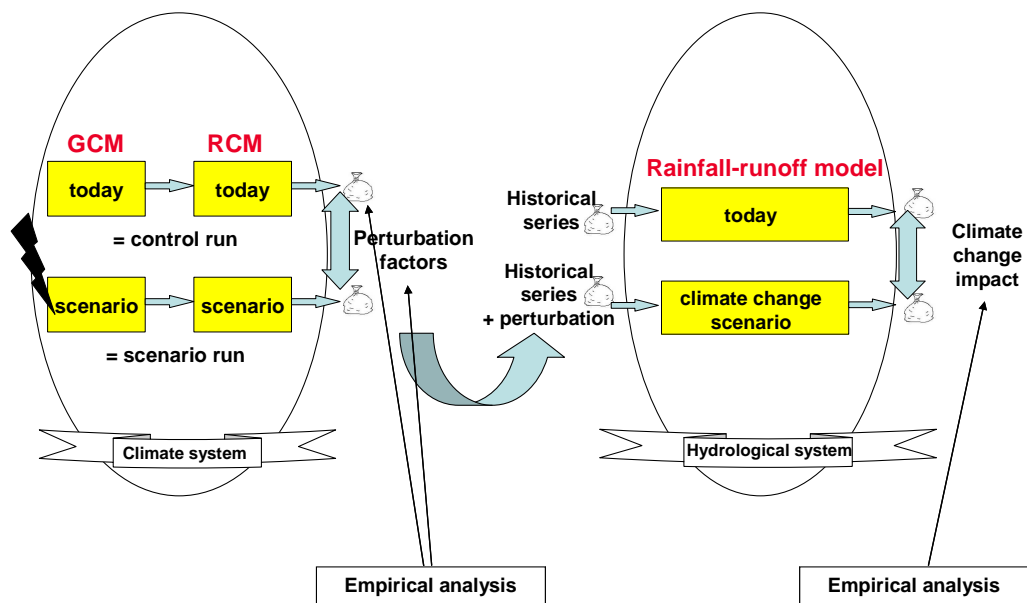 GCM
RCM
today
today
= control run
Perturbation
factors
scenario
scenario
= scenario run
Climate system
Rainfall-runoff model
Historical
series
today
Historical
series
+ perturbation
climate change
scenario
Climate
change
impact
Hydrological system
Empirical analysis
Empirical analysis